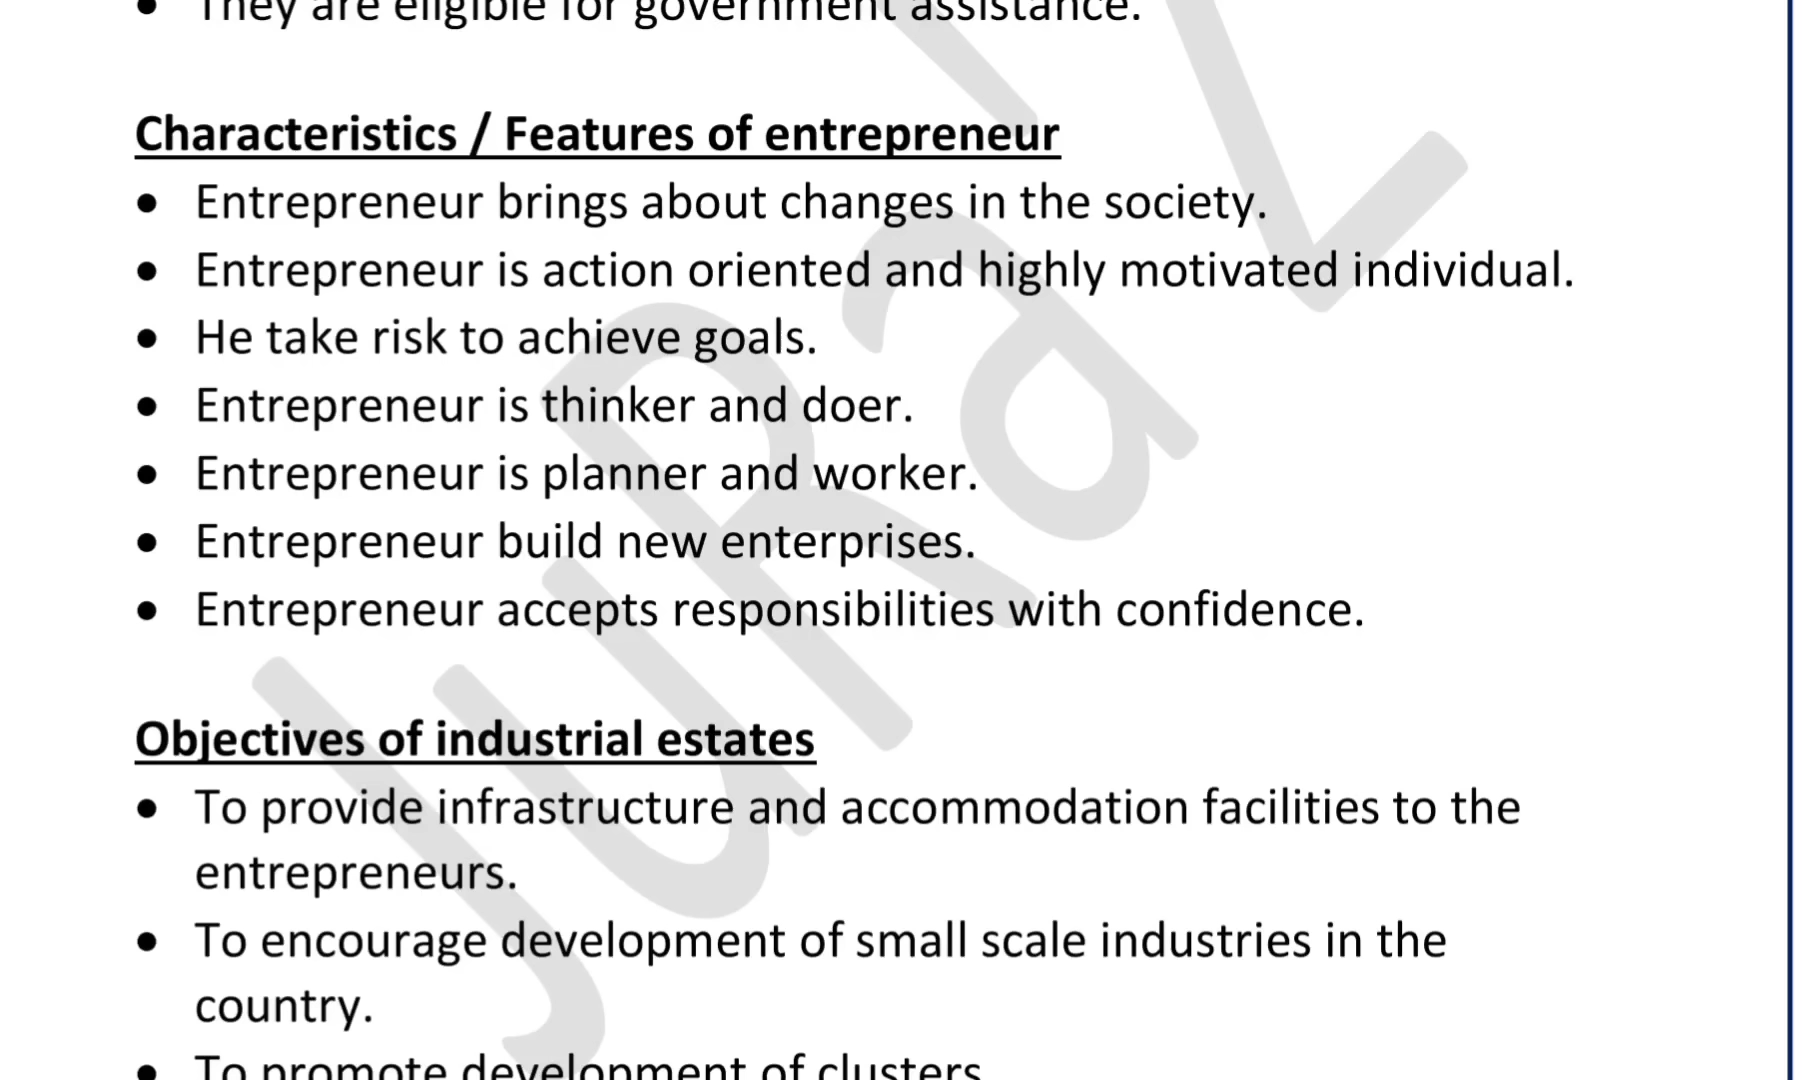 • They are eligible for government assistance.
Characteristics / Features of entrepreneur
• Entrepreneur brings about changes in the society.
• Entrepreneur is action oriented and highly motivated individual.
• He take risk to achieve goals.
• Entrepreneur is thinker and doer.
• Entrepreneur is planner and worker.
• Entrepreneur build new enterprises.
• Entrepreneur accepts responsibilities with confidence.
Objectives of industrial estates
• To provide infrastructure and accommodation facilities to the
entrepreneurs.
• To encourage development of small scale industries in the
country.
• To promote development of clusters